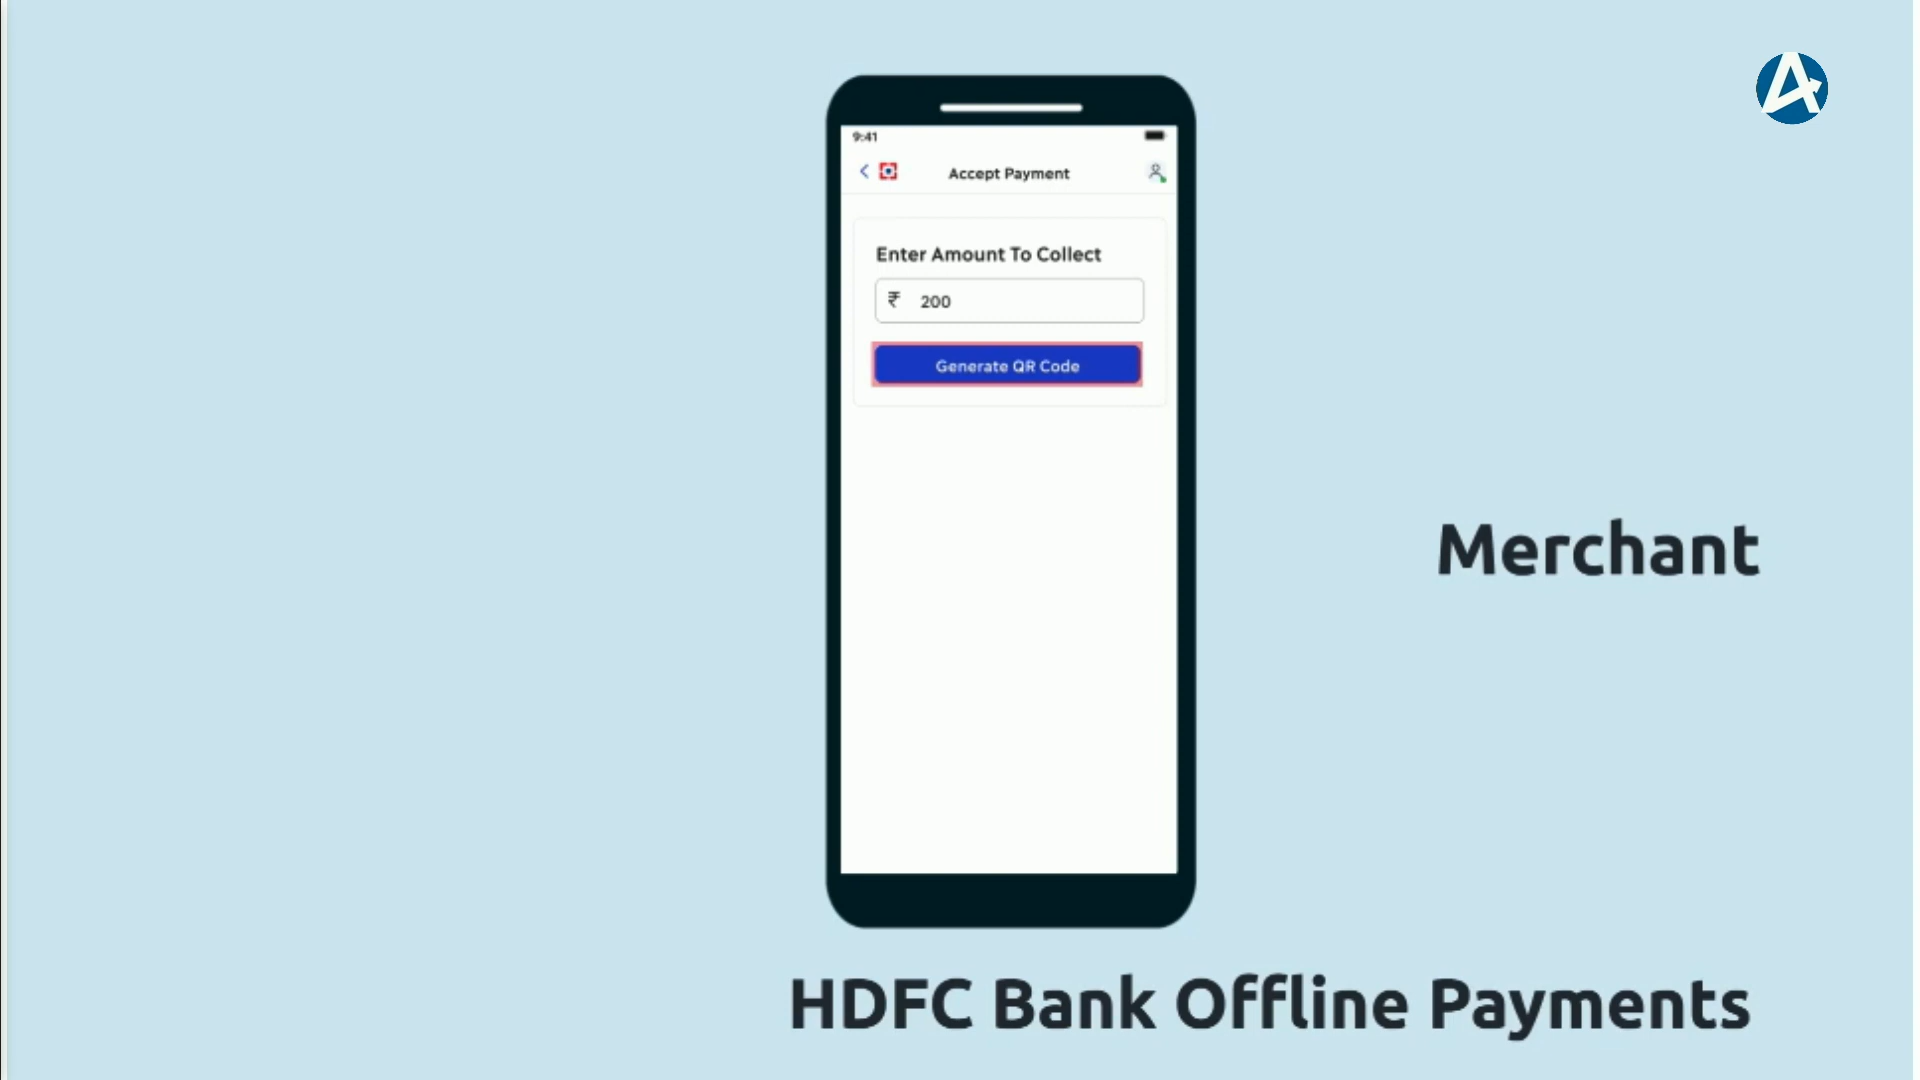 9:41
Accept Payment
Enter Amount To Collect
₹ 200
Generate QR Code
Merchant
HDFC Bank Offline Payments